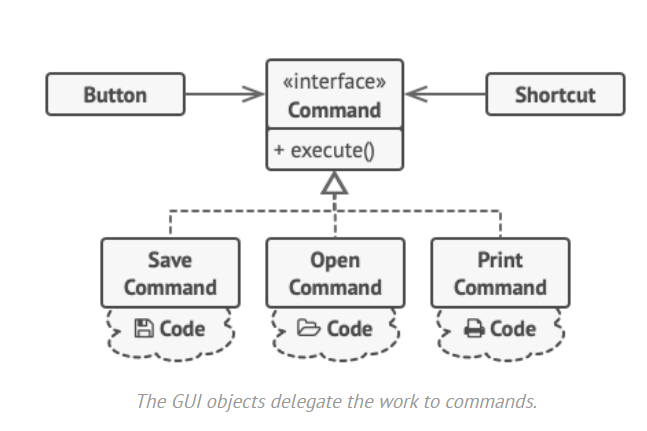 Button
«interface»
Command
+ execute()
Shortcut
Save
Command
Open
Command
Print
Command
Code
Code
Code
The GUI objects delegate the work to commands.